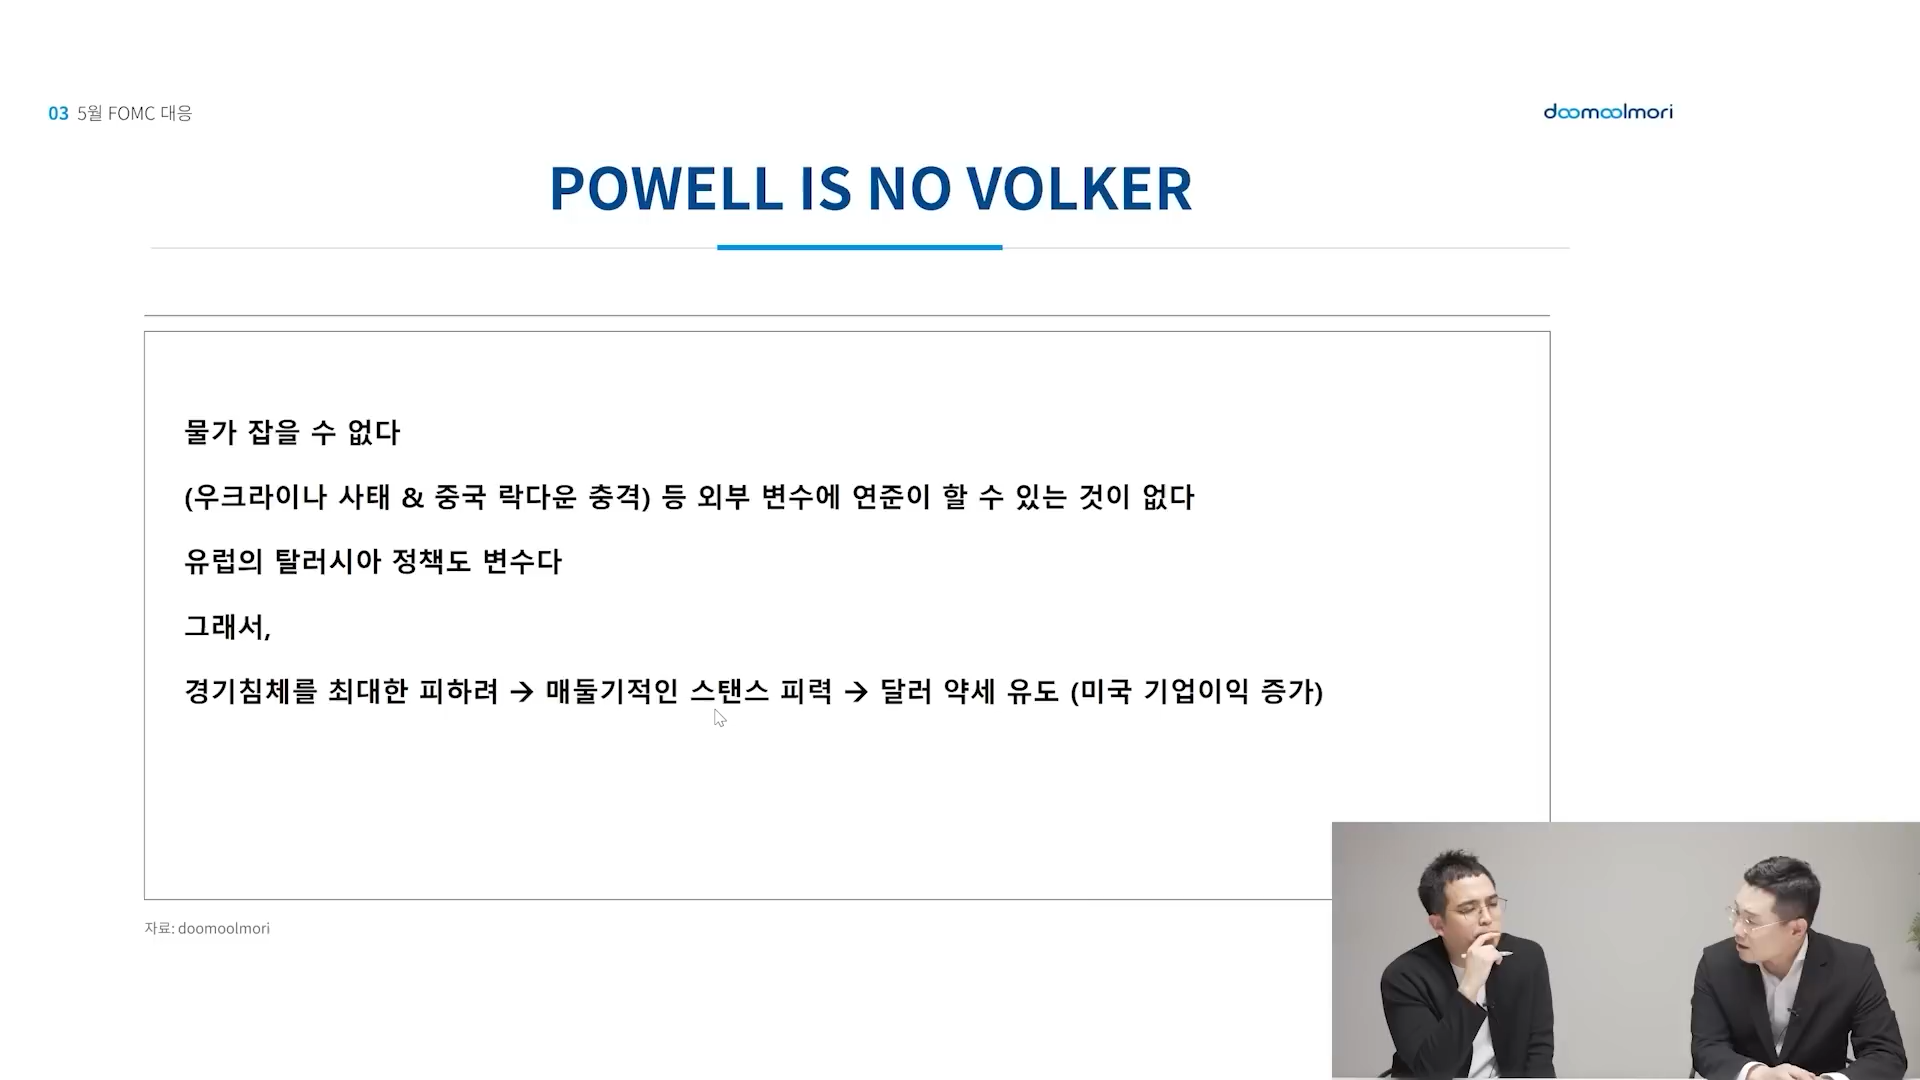 03 5월 FOMC 대응
doomoolmori
POWELL IS NO VOLKER
물가 잡을 수 없다
(우크라이나 사태 & 중국 락다운 충격) 등 외부 변수에 연준이 할 수 있는 것이 없다
유럽의 탈러시아 정책도 변수다
그래서,
경기침체를 최대한 피하려 → 매둘기적인 스탠스 피력 → 달러 약세 유도 (미국 기업이익 증가)
자료: doomoolmori